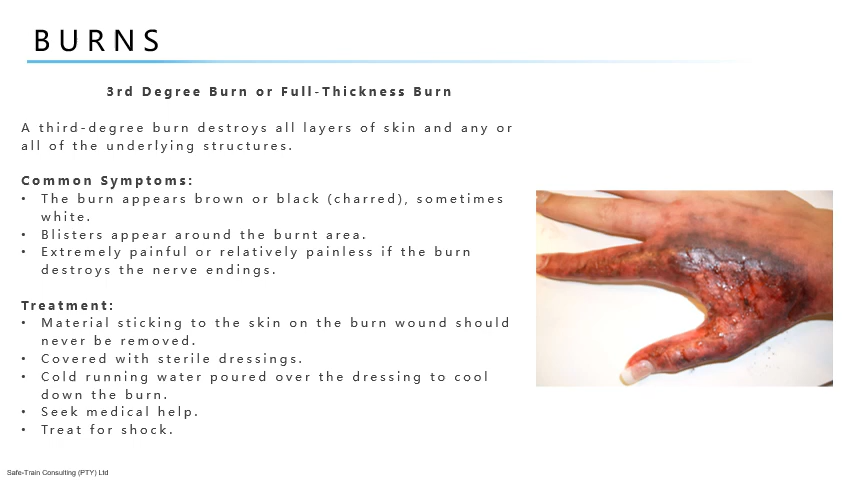 BURNS
3rd Degree Burn or Full-Thickness Burn
A third-degree burn destroys all layers of skin and any or
all of the underlying structures.
Common Symptoms:
• The burn appears brown or black (charred), sometimes
white.
• Blisters appear around the burnt area.
• Extremely painful or relatively painless if the burn
destroys the nerve endings.
Treatment:
• Material sticking to the skin on the burn wound should
never be removed.
• Covered with sterile dressings.
• Cold running water poured over the dressing to cool
down the burn.
• Seek medical help.
• Treat for shock.
Safe-Train Consulting (PTY) Ltd